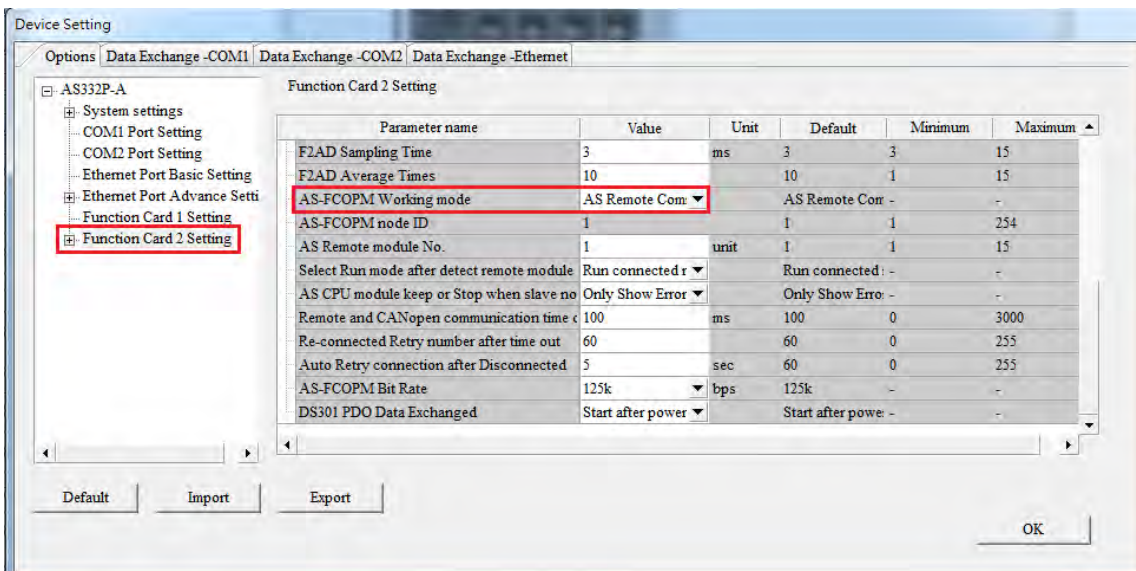 Device Setting
Options Data Exchange -COM1 Data Exchange -COM2 Data Exchange -Ethernet
AS332P-A
System settings
COM1 Port Setting
COM2 Port Setting
Ethernet Port Basic Setting
Ethernet Port Advance Setti
Function Card 1 Setting
Function Card 2 Setting
Function Card 2 Setting
Parameter name Value Unit Default Minimum Maximum
F2AD Sampling Time 3 ms 3 3 15
F2AD Average Times 10 10 1 15
AS-FCOPM Working mode AS Remote Com AS Remote Com - -
AS-FCOPM node ID 1 1 1 254
AS Remote module No. 1 unit 1 1 15
Select Run mode after detect remote module Run connected r Run connected - -
AS CPU module keep or Stop when slave no Only Show Error Only Show Erro - -
Remote and CANopen communication time 100 ms 100 0 3000
Re-connected Retry number after time out 60 60 0 255
Auto Retry connection after Disconnected 5 sec 60 0 255
AS-FCOPM Bit Rate 125k bps 125k - -
DS301 PDO Data Exchanged Start after power Start after powe - -
Default Import Export
OK